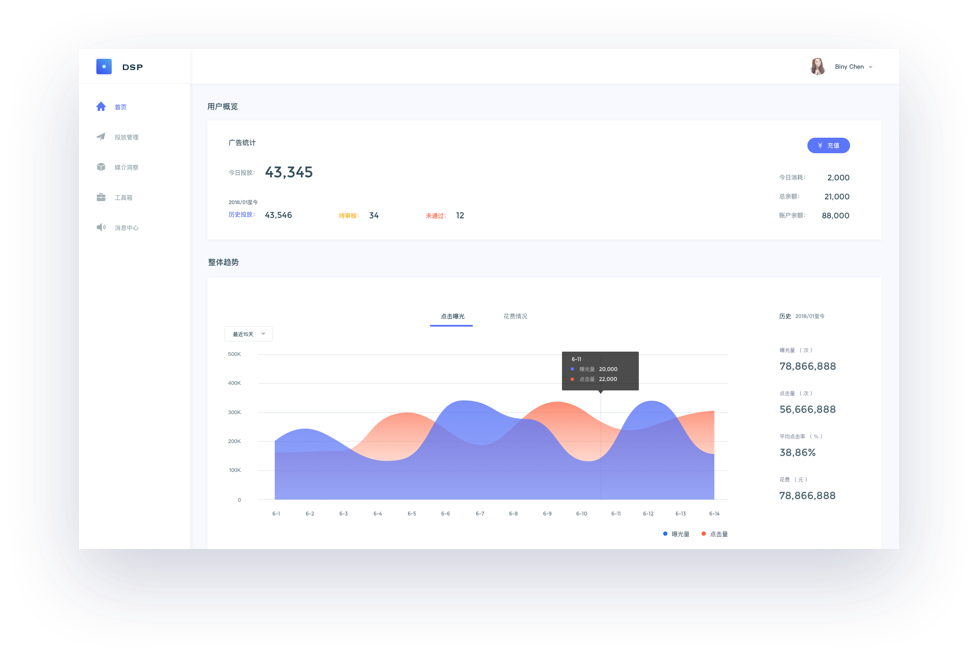 DSP
Biny Chen
首页
投放管理
媒介洞察
工具箱
消息中心
用户概览
广告统计
¥ 充值
今日投放: 43,345
2018/01至今
历史投放: 43,546 待审核: 34 未通过: 12
今日消耗: 2,000
总余额: 21,000
账户余额: 88,000
整体趋势
点击曝光 花费情况
最近15天
500K
400K
300K
200K
100K
0
6-11
曝光量 20.000
点击量 22.000
6-1 6-2 6-3 6-4 6-5 6-6 6-7 6-8 6-9 6-10 6-11 6-12 6-13 6-14
曝光量 点击量
历史 2018/01至今
曝光量 (次)
78,866,888
点击量 (次)
56,666,888
平均点击率 (%)
38,86%
花费 (元)
78,866,888